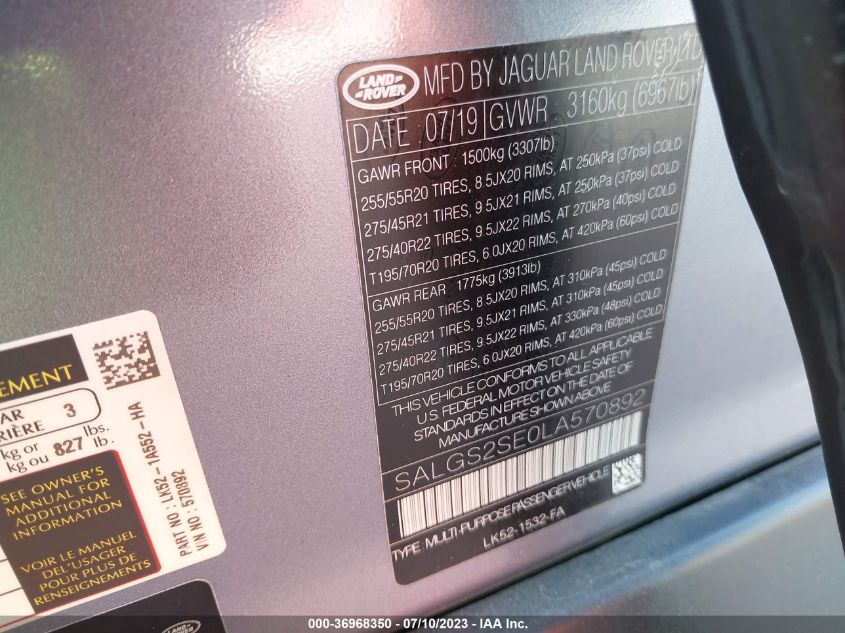 LAND ROVER
MFD BY JAGUAR LAND ROVER LTD
DATE 07/19 GVWR 3160kg (6967lb)
GAWR FRONT 1500kg (3307lb)
255/55R20 TIRES, 8.5JX20 RIMS, AT 250kPa (37psi) COLD
275/45R21 TIRES, 9.5JX21 RIMS, AT 250kPa (37psi) COLD
275/40R22 TIRES, 9.5JX22 RIMS, AT 270kPa (40psi) COLD
T195/70R20 TIRES, 6.0JX20 RIMS, AT 420kPa (60psi) COLD
GAWR REAR 1775kg (3913lb)
255/55R20 TIRES, 8.5JX20 RIMS, AT 310kPa (45psi) COLD
275/45R21 TIRES, 9.5JX21 RIMS, AT 310kPa (45psi) COLD
275/40R22 TIRES, 9.5JX22 RIMS, AT 330kPa (48psi) COLD
T195/70R20 TIRES, 6.0JX20 RIMS, AT 420kPa (60psi) COLD
THIS VEHICLE CONFORMS TO ALL APPLICABLE
U.S. FEDERAL MOTOR VEHICLE SAFETY
STANDARDS IN EFFECT ON THE DATE OF
MANUFACTURE SHOWN ABOVE
SALGS2SE0LA570892
TYPE: MULTI-PURPOSE PASSENGER VEHICLE
LK52-1532-FA
EMENT
AR
RIÈRE 3
kg or lbs.
kg ou 827 lb.
SEE OWNER'S
MANUAL FOR
ADDITIONAL
INFORMATION
VOIR LE MANUEL
DEL'USAGER
POUR PLUS DE
RENSEIGNEMENTS
PART NO : LK52-1A552-HA
V/N NO : 570892
LAND ROVER
000-36968350 / 07/10/2023 - IAA Inc.